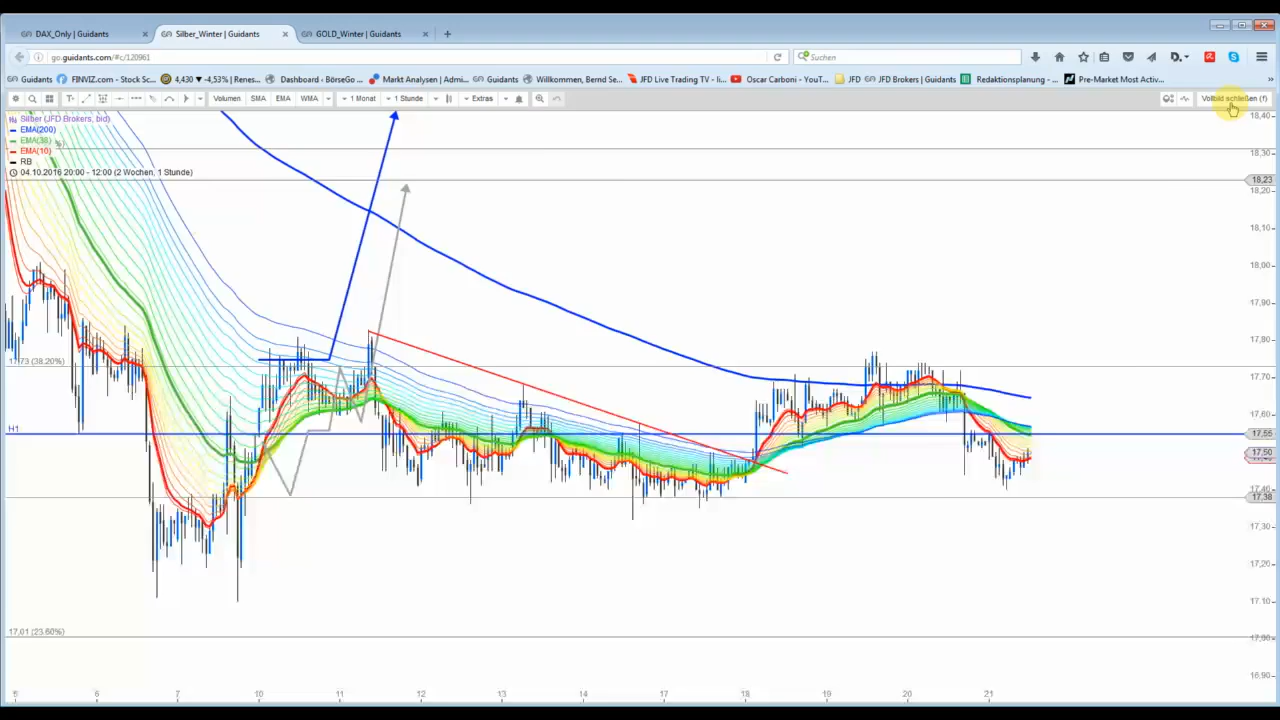 DAX_Only | Guidants
Silber_Winter | Guidants
GOLD_Winter | Guidants
go.guidants.com/#c/120961
Suchen
Guidants FINVIZ.com - Stock Sc... 4,430 ▼ -4,53% | Renes... Dashboard ‹ BörseGo ... Markt Analysen | Admi... Guidants Willkommen, Bernd Se... JFD Live Trading TV - li... Oscar Carboni - YouT... JFD JFD Brokers | Guidants Redaktionsplanung -... Pre-Market Most Activ...
Volumen SMA EMA WMA 1 Monat 1 Stunde Extras Vollbild schließen (f)
Silber (JFD Brokers, bid)
EMA(200)
EMA(38)
EMA(10)
RB
04.10.2016 20:00 - 12:00 (2 Wochen, 1 Stunde)
18,40
18,30
18,23
18,20
18,10
18,00
17,90
17,80
17,73 (38.20%)
17,70
17,60
H1
17,55
17,50
17,40
17,38
17,30
17,20
17,10
17,01 (23.60%)
17,00
16,90
5 6 7 10 11 12 13 14 17 18 19 20 21